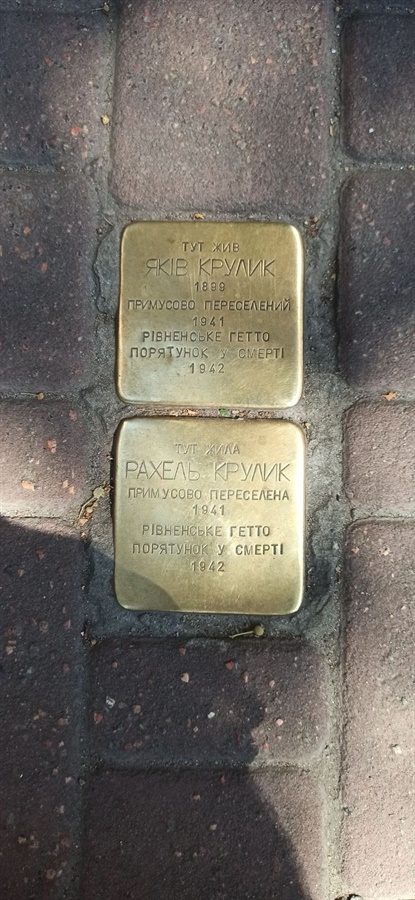 ТУТ ЖИВ
ЯКІВ КРУЛИК
1899
ПРИМУСОВО ПЕРЕСЕЛЕНИЙ
1941
РІВНЕНСЬКЕ ГЕТТО
ПОРЯТУНОК У СМЕРТІ
1942
ТУТ ЖИЛА
РАХЕЛЬ КРУЛИК
ПРИМУСОВО ПЕРЕСЕЛЕНА
1941
РІВНЕНСЬКЕ ГЕТТО
ПОРЯТУНОК У СМЕРТІ
1942